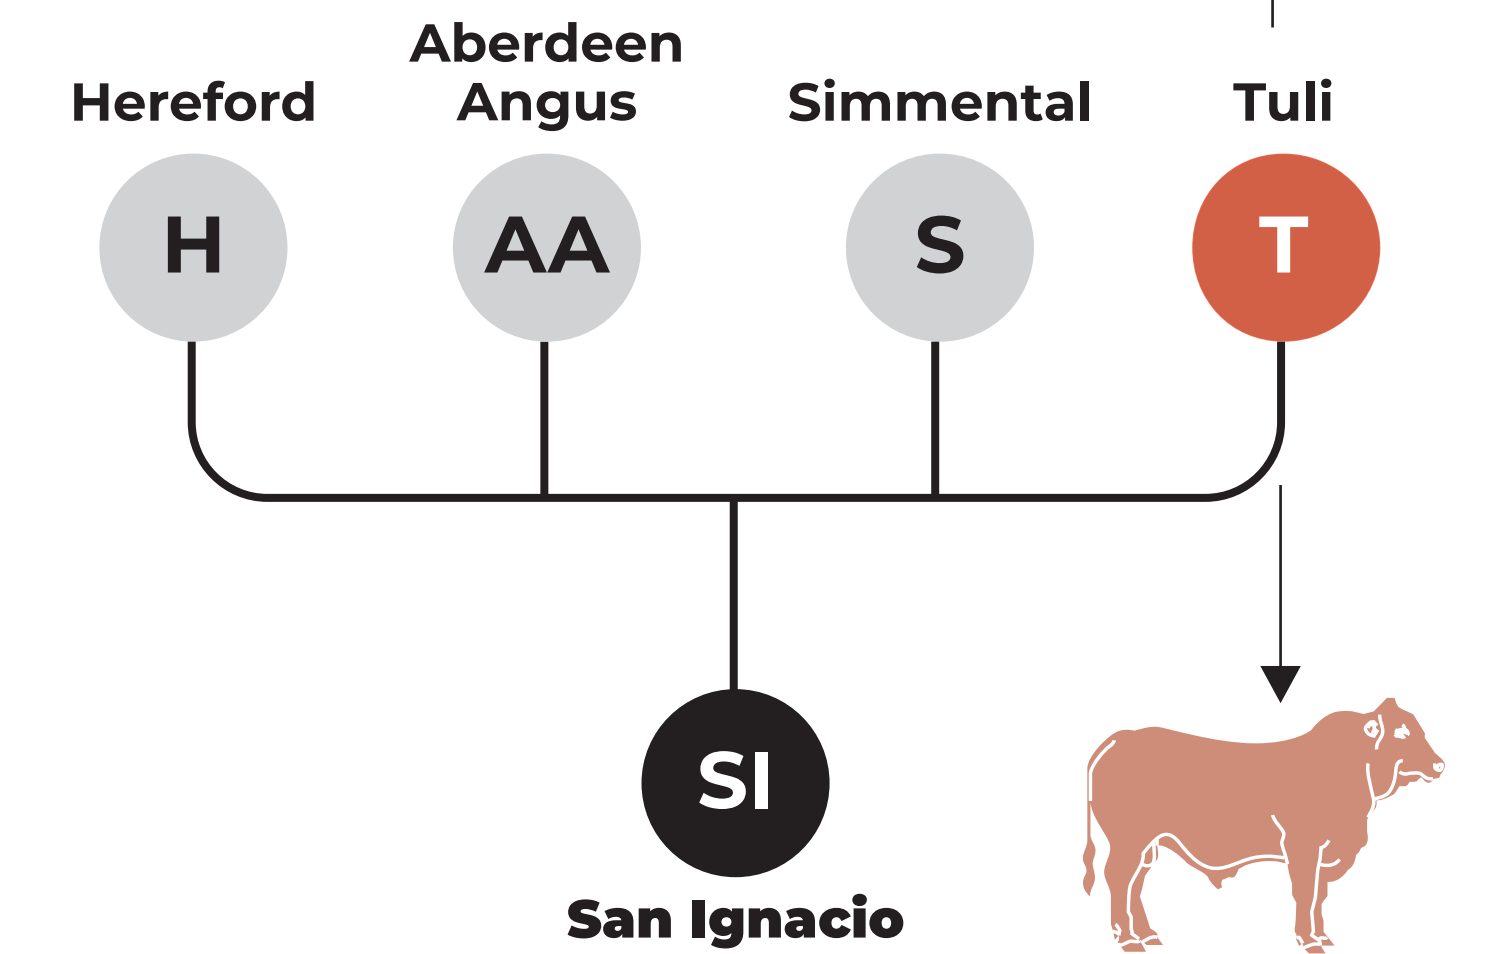 Hereford
Aberdeen
Angus
Simmental
Tuli
H
AA
S
T
SI
San Ignacio